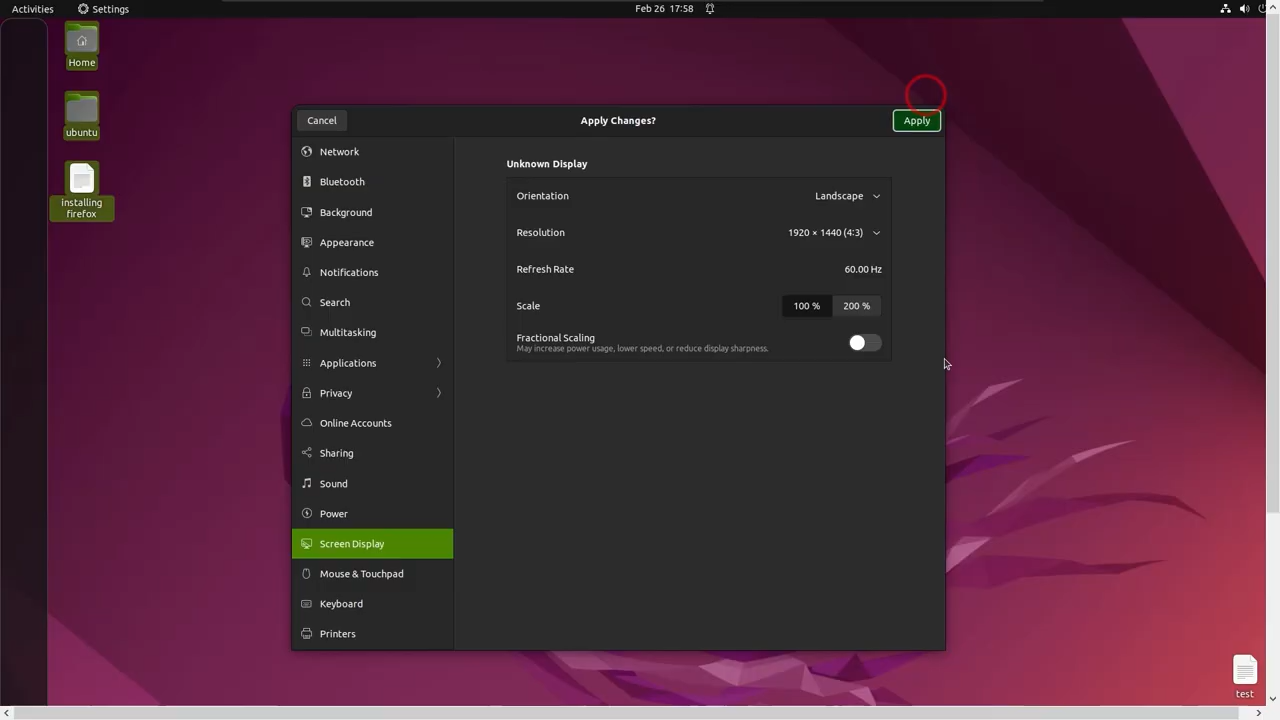 Activities
Settings
Feb 26 17:58
Home
ubuntu
installing
firefox
Cancel
Apply Changes?
Apply
Network
Bluetooth
Background
Appearance
Notifications
Search
Multitasking
Applications
Privacy
Online Accounts
Sharing
Sound
Power
Screen Display
Mouse & Touchpad
Keyboard
Printers
Unknown Display
Orientation
Landscape
Resolution
1920 × 1440 (4:3)
Refresh Rate
60.00 Hz
Scale
100 %
200 %
Fractional Scaling
May increase power usage, lower speed, or reduce display sharpness.
test